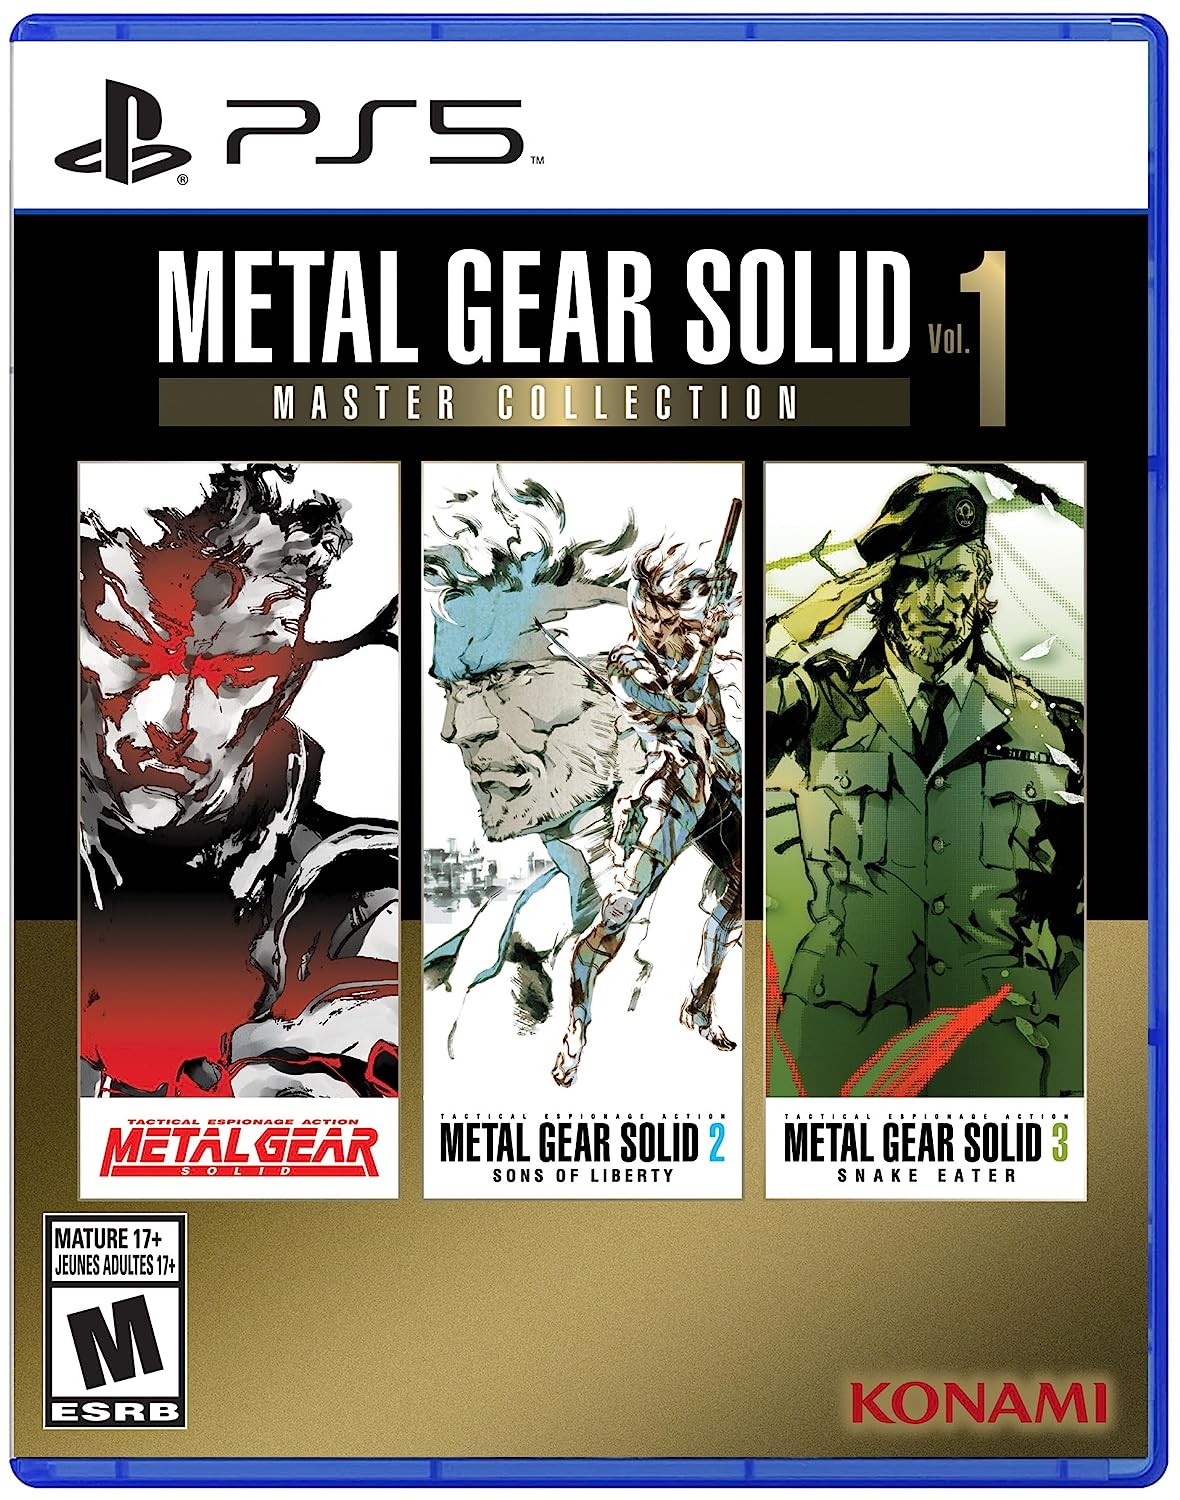 PS5™
METAL GEAR SOLID Vol. 1
MASTER COLLECTION
TACTICAL ESPIONAGE ACTION
METAL GEAR
SOLID
TACTICAL ESPIONAGE ACTION
METAL GEAR SOLID 2
SONS OF LIBERTY
TACTICAL ESPIONAGE ACTION
METAL GEAR SOLID 3
SNAKE EATER
MATURE 17+
JEUNES ADULTES 17+
M
ESRB
KONAMI